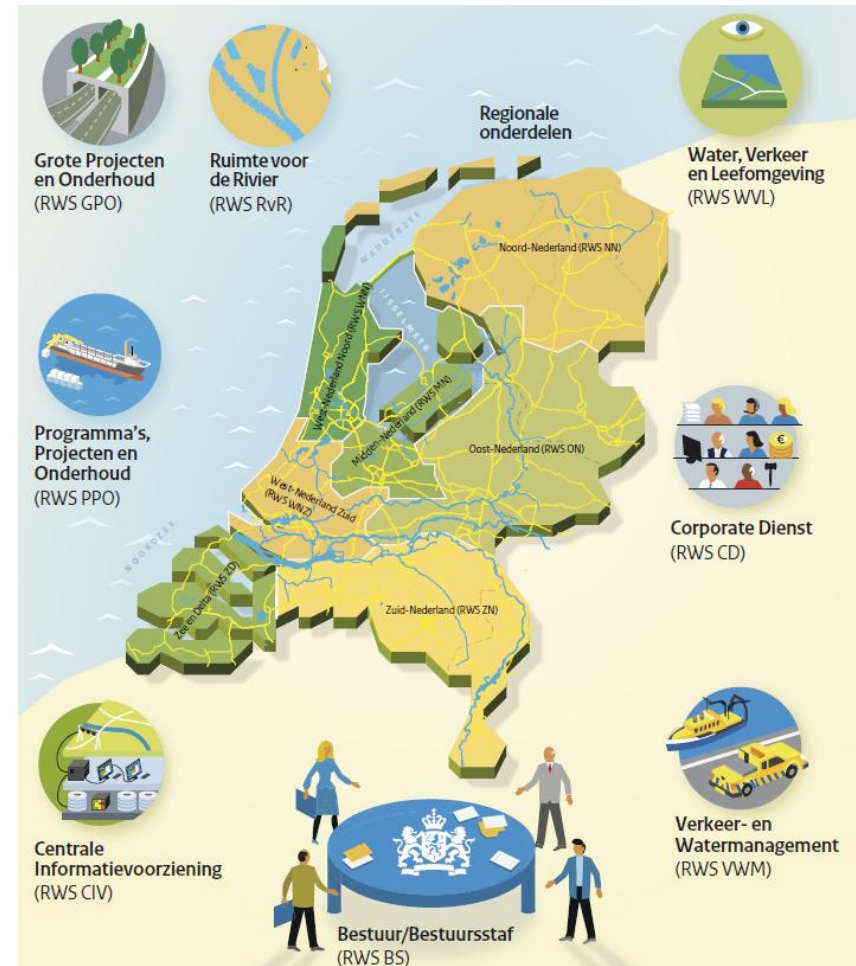 Grote Projecten
en Onderhoud
(RWS GPO)
Ruimte voor
de Rivier
(RWS RvR)
Regionale
onderdelen
Water, Verkeer
en Leefomgeving
(RWS WVL)
WADDENZEE
IJSSELMEER
NOORDZEE
Noord-Nederland (RWS NN)
West-Nederland Noord (RWS WNN)
Midden-Nederland (RWS MN)
Oost-Nederland (RWS ON)
West-Nederland Zuid
(RWS WNZ)
Zee en Delta (RWS ZD)
Zuid-Nederland (RWS ZN)
Programma's,
Projecten en
Onderhoud
(RWS PPO)
€
Corporate Dienst
(RWS CD)
Centrale
Informatievoorziening
(RWS CIV)
Verkeer- en
Watermanagement
(RWS VWM)
Bestuur/Bestuursstaf
(RWS BS)